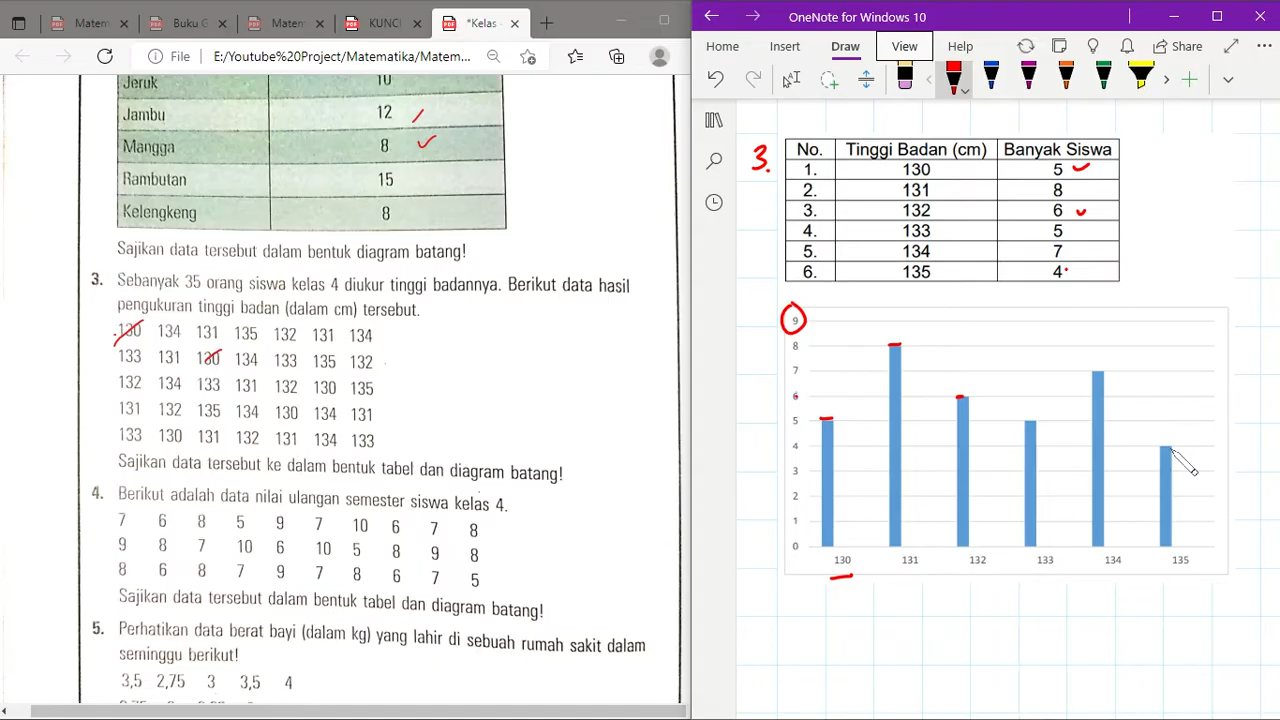 Matem
Buku G
Matem
KUNCI
*Kelas
File
E:/Youtube%20Project/Matematika/Matem...
Jeruk 10
Jambu 12
Mangga 8
Rambutan 15
Kelengkeng 8
Sajikan data tersebut dalam bentuk diagram batang!
3. Sebanyak 35 orang siswa kelas 4 diukur tinggi badannya. Berikut data hasil
pengukuran tinggi badan (dalam cm) tersebut.
130 134 131 135 132 131 134
133 131 130 134 133 135 132
132 134 133 131 132 130 135
131 132 135 134 130 134 131
133 130 131 132 131 134 133
Sajikan data tersebut ke dalam bentuk tabel dan diagram batang!
4. Berikut adalah data nilai ulangan semester siswa kelas 4.
7 6 8 5 9 7 10 6 7 8
9 8 7 10 6 10 5 8 9 8
8 6 8 7 9 7 8 6 7 5
Sajikan data tersebut dalam bentuk tabel dan diagram batang!
5. Perhatikan data berat bayi (dalam kg) yang lahir di sebuah rumah sakit dalam
seminggu berikut!
3,5 2,75 3 3,5 4
OneNote for Windows 10
Home Insert Draw View Help
Share
3.
No. Tinggi Badan (cm) Banyak Siswa
1. 130 5
2. 131 8
3. 132 6
4. 133 5
5. 134 7
6. 135 4
9
8
7
6
5
4
3
2
1
0
130 131 132 133 134 135